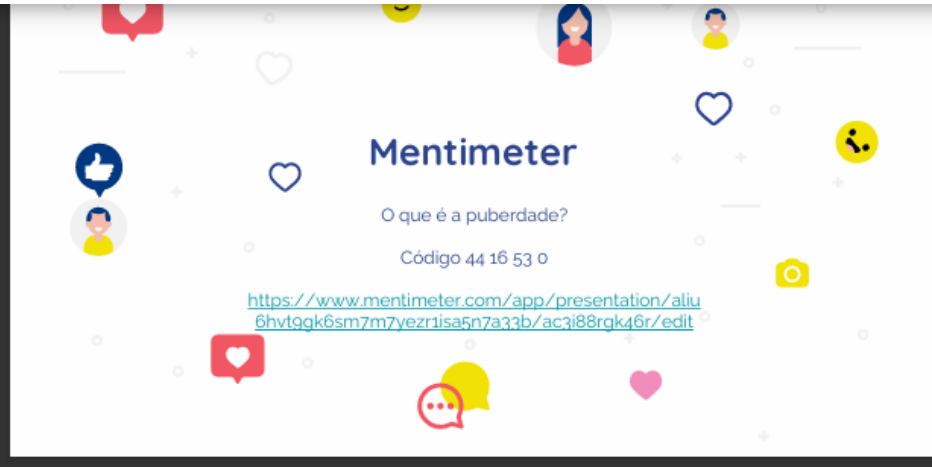 Mentimeter
O que é a puberdade?
Código 44 16 53 0
https://www.mentimeter.com/app/presentation/aliu
6hvt9gk6sm7m7yezr1isa5n7a33b/ac3i88rgk46r/edit